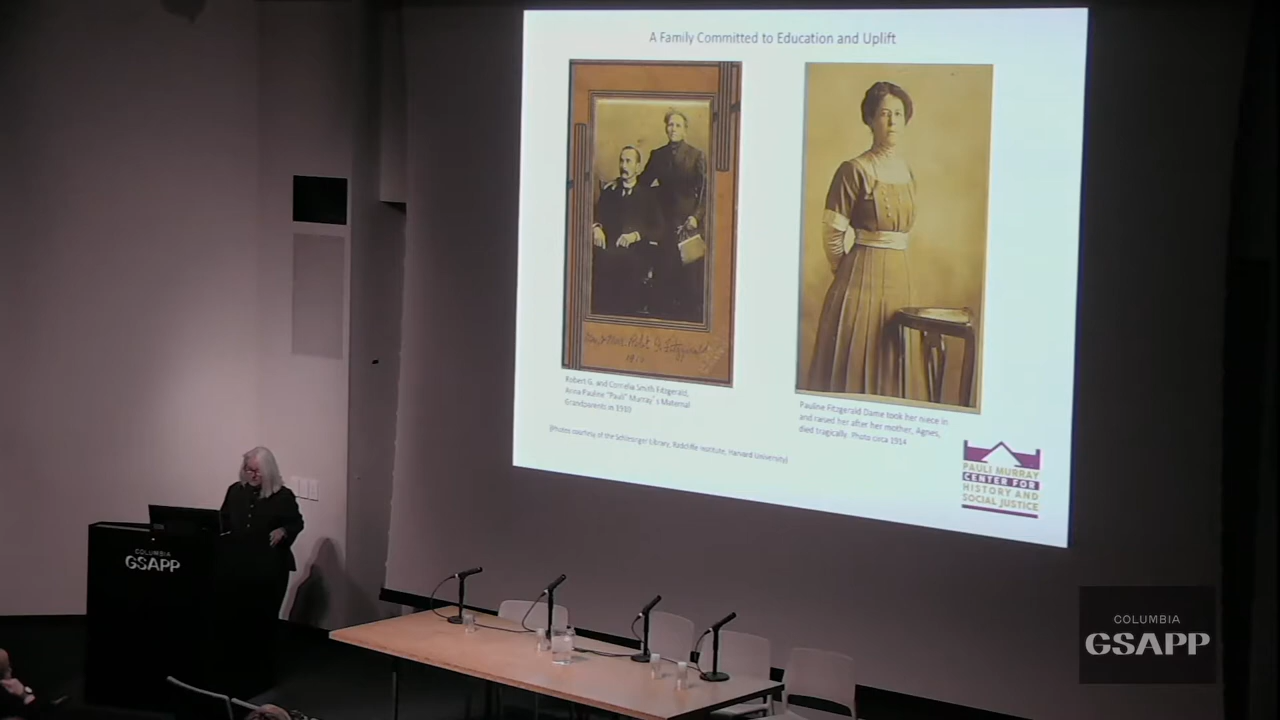 A Family Committed to Education and Uplift
Robert G. and Cornelia Smith Fitzgerald,
Anna Pauline "Pauli" Murray's Maternal
Grandparents in 1910
Pauline Fitzgerald Dame took her niece in
and raised her after her mother, Agnes,
died tragically. Photo circa 1914
(Photos courtesy of the Schlesinger Library, Radcliffe Institute, Harvard University)
PAULI MURRAY
CENTER FOR
HISTORY AND
SOCIAL JUSTICE
COLUMBIA
GSAPP
COLUMBIA
GSAPP